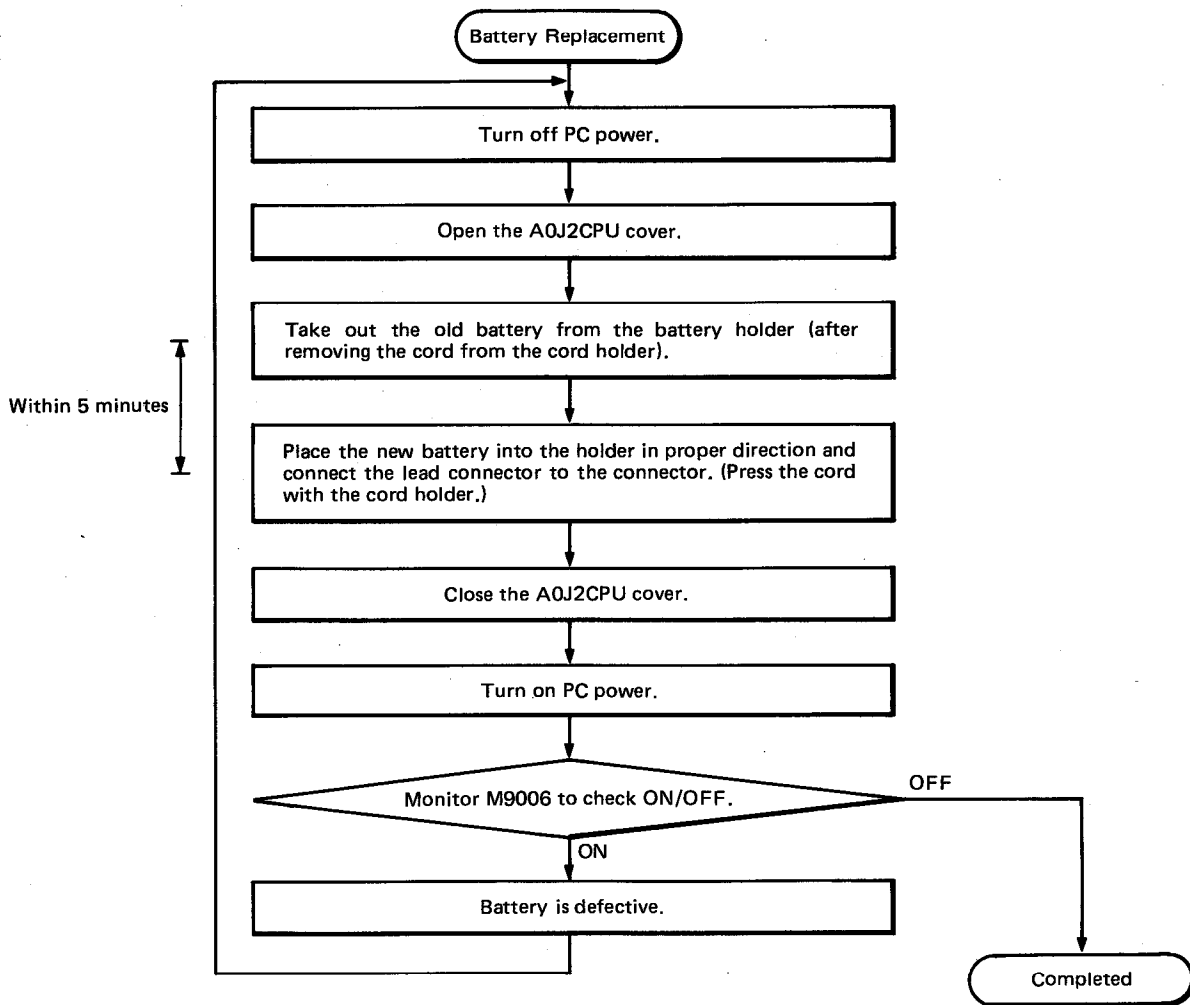 Battery Replacement
Turn off PC power.
Open the A0J2CPU cover.
Take out the old battery from the battery holder (after
removing the cord from the cord holder).
Within 5 minutes
Place the new battery into the holder in proper direction and
connect the lead connector to the connector. (Press the cord
with the cord holder.)
Close the A0J2CPU cover.
Turn on PC power.
Monitor M9006 to check ON/OFF.
OFF
ON
Battery is defective.
Completed